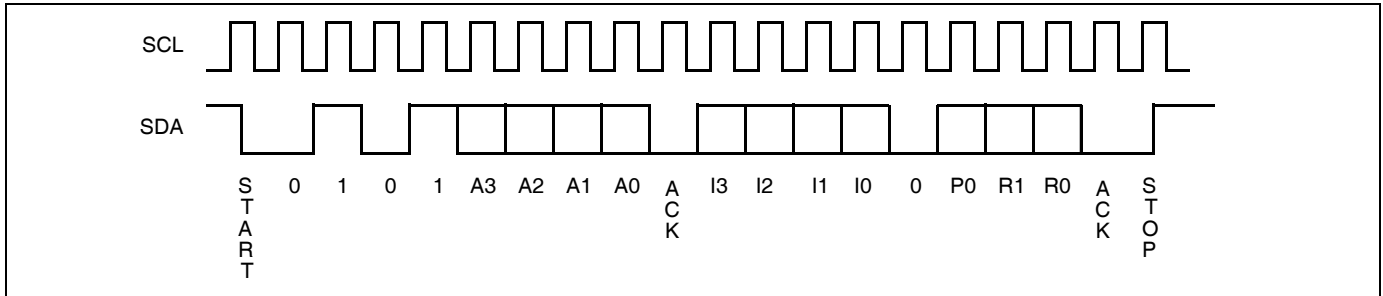 SCL
SDA
START 0 1 0 1 A3 A2 A1 A0 ACK I3 I2 I1 I0 0 P0 R1 R0 ACK STOP